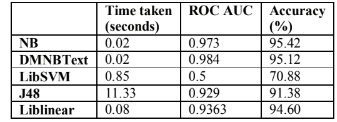 Time taken (seconds) ROC AUC Accuracy (%)
NB 0.02 0.973 95.42
DMNBText 0.02 0.984 95.12
LibSVM 0.85 0.5 70.88
J48 11.33 0.929 91.38
Liblinear 0.08 0.9363 94.60